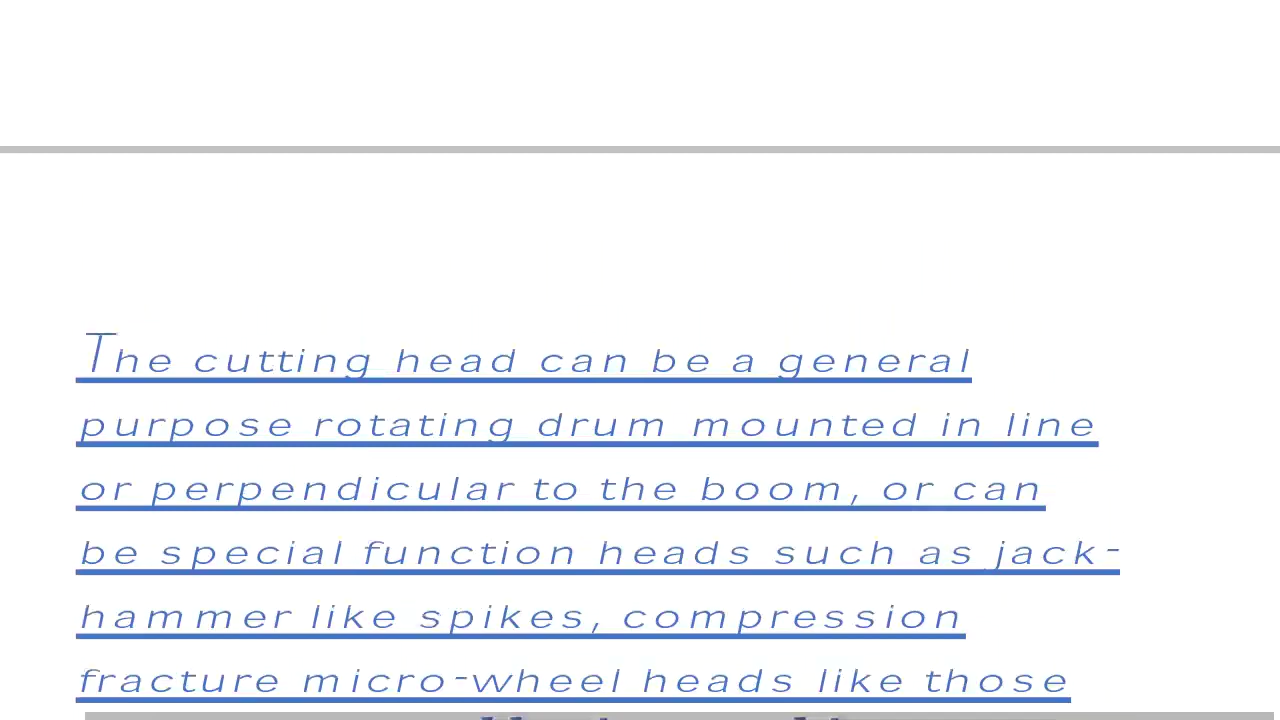 The cutting head can be a general
purpose rotating drum mounted in line
or perpendicular to the boom, or can
be special function heads such as jack-
hammer like spikes, compression
fracture micro-wheel heads like those